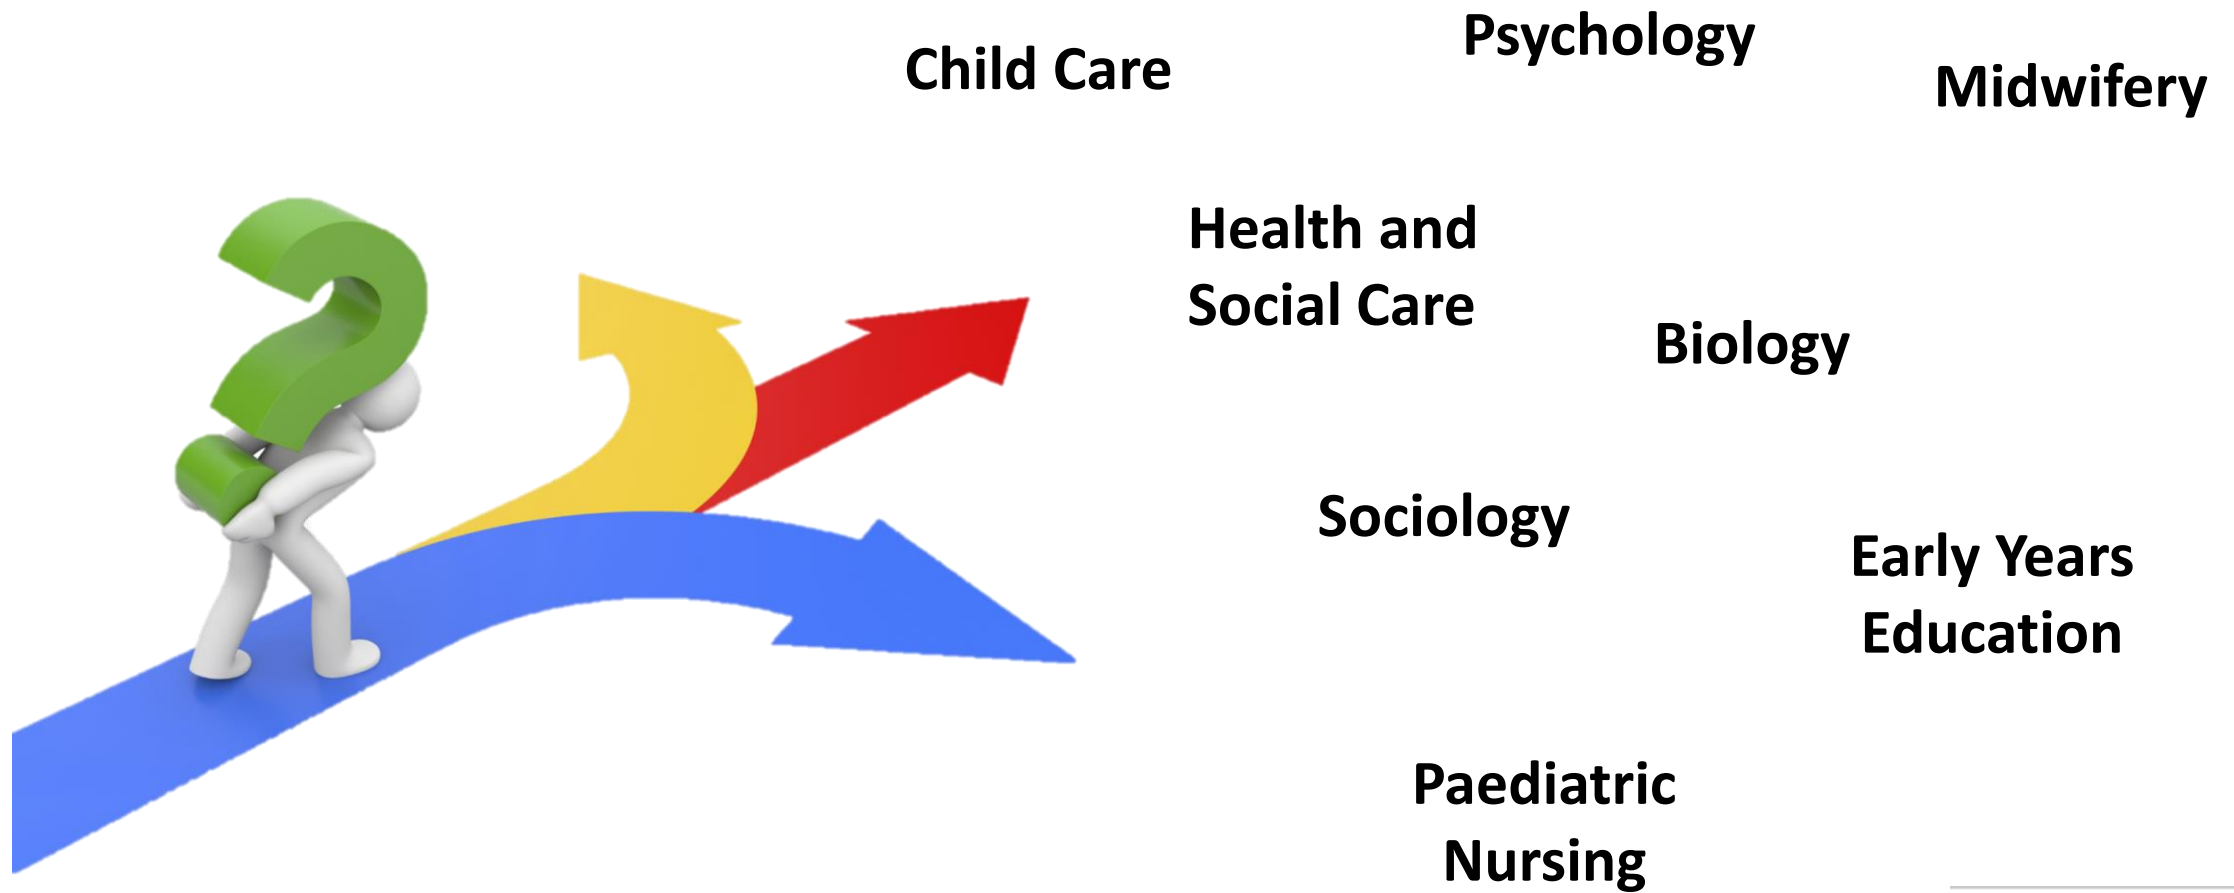 Psychology
Child Care
Midwifery
Health and
Social Care
Biology
Sociology
Early Years
Education
Paediatric
Nursing